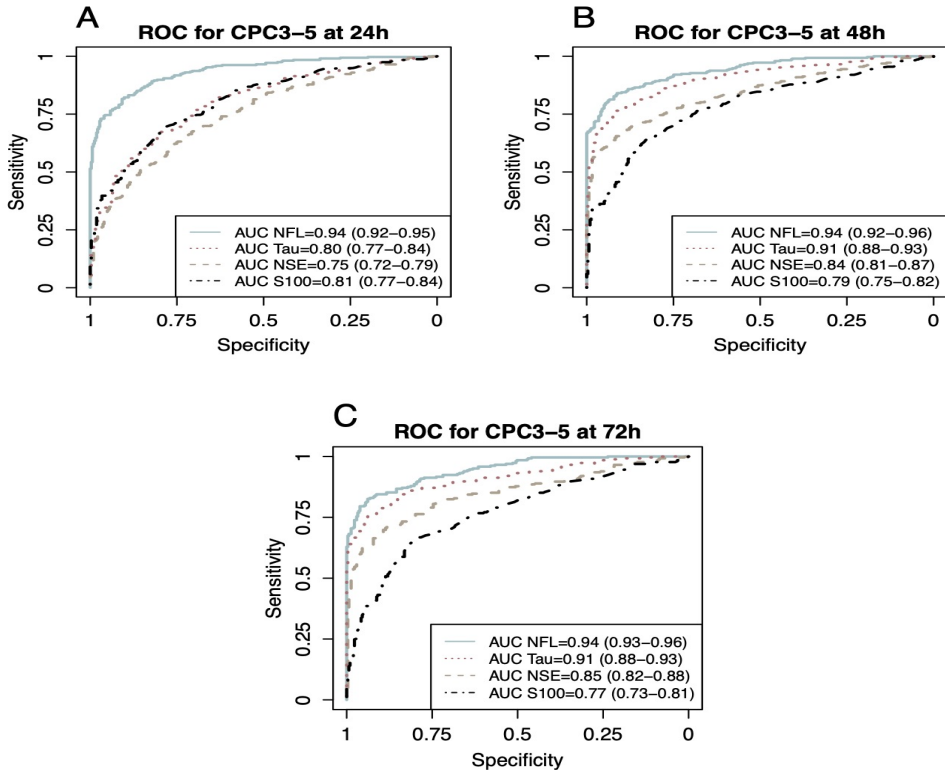 A
ROC for CPC3–5 at 24h
Sensitivity
1
0.75
0.5
0.25
0
AUC NFL=0.94 (0.92–0.95)
AUC Tau=0.80 (0.77–0.84)
AUC NSE=0.75 (0.72–0.79)
AUC S100=0.81 (0.77–0.84)
1 0.75 0.5 0.25 0
Specificity
B
ROC for CPC3–5 at 48h
Sensitivity
1
0.75
0.5
0.25
0
AUC NFL=0.94 (0.92–0.96)
AUC Tau=0.91 (0.88–0.93)
AUC NSE=0.84 (0.81–0.87)
AUC S100=0.79 (0.75–0.82)
1 0.75 0.5 0.25 0
Specificity
C
ROC for CPC3–5 at 72h
Sensitivity
1
0.75
0.5
0.25
0
AUC NFL=0.94 (0.93–0.96)
AUC Tau=0.91 (0.88–0.93)
AUC NSE=0.85 (0.82–0.88)
AUC S100=0.77 (0.73–0.81)
1 0.75 0.5 0.25 0
Specificity